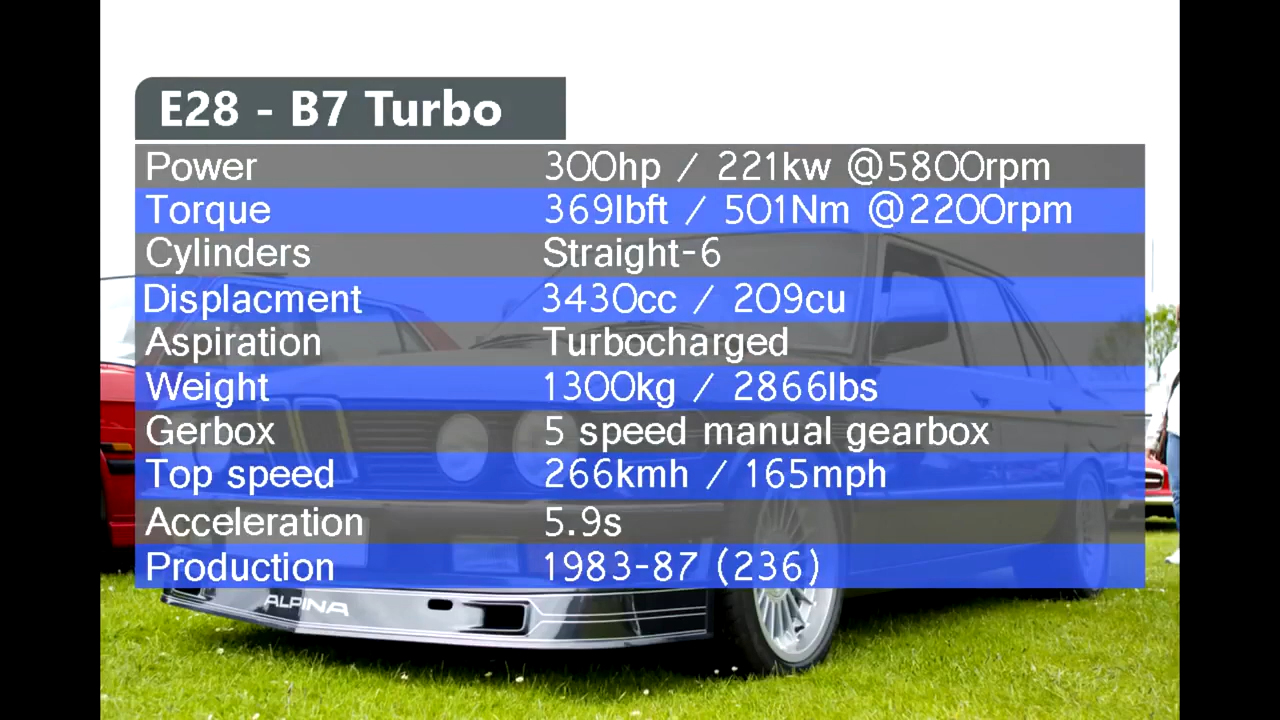 E28 - B7 Turbo
Power 300hp / 221kw @5800rpm
Torque 369lbft / 501Nm @2200rpm
Cylinders Straight-6
Displacment 3430cc / 209cu
Aspiration Turbocharged
Weight 1300kg / 2866lbs
Gerbox 5 speed manual gearbox
Top speed 266kmh / 165mph
Acceleration 5.9s
Production 1983-87 (236)
ALPINA